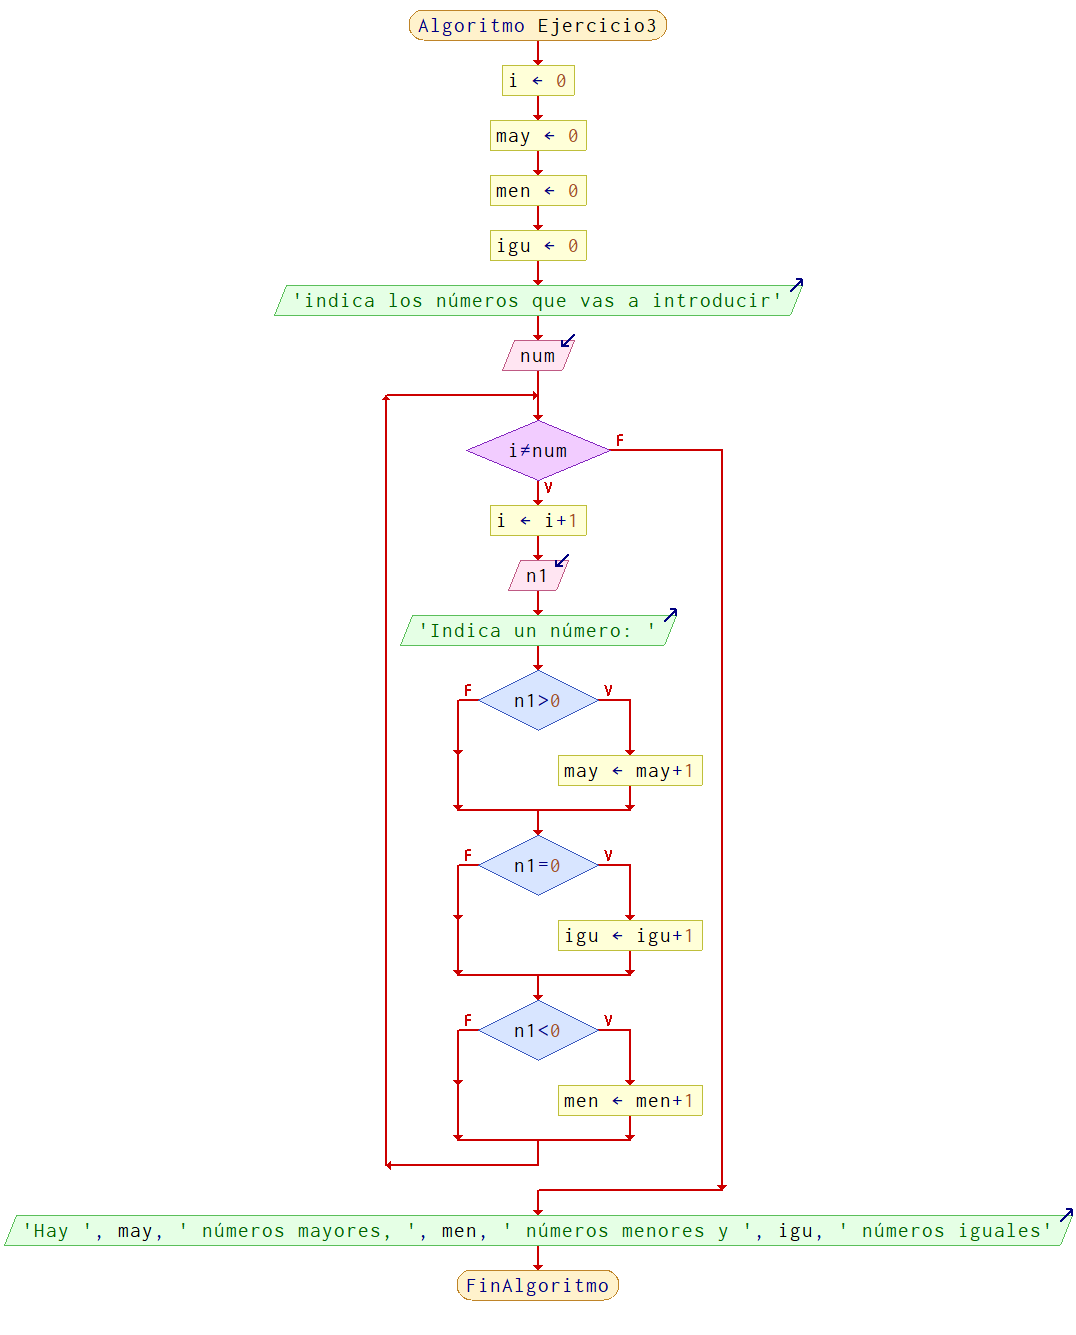 Algoritmo Ejercicio3
i ← 0
may ← 0
men ← 0
igu ← 0
'indica los números que vas a introducir'
num
i≠num
F
V
i ← i+1
n1
'Indica un número: '
F
V
n1>0
may ← may+1
F
V
n1=0
igu ← igu+1
F
V
n1<0
men ← men+1
'Hay ', may, ' números mayores, ', men, ' números menores y ', igu, ' números iguales'
FinAlgoritmo